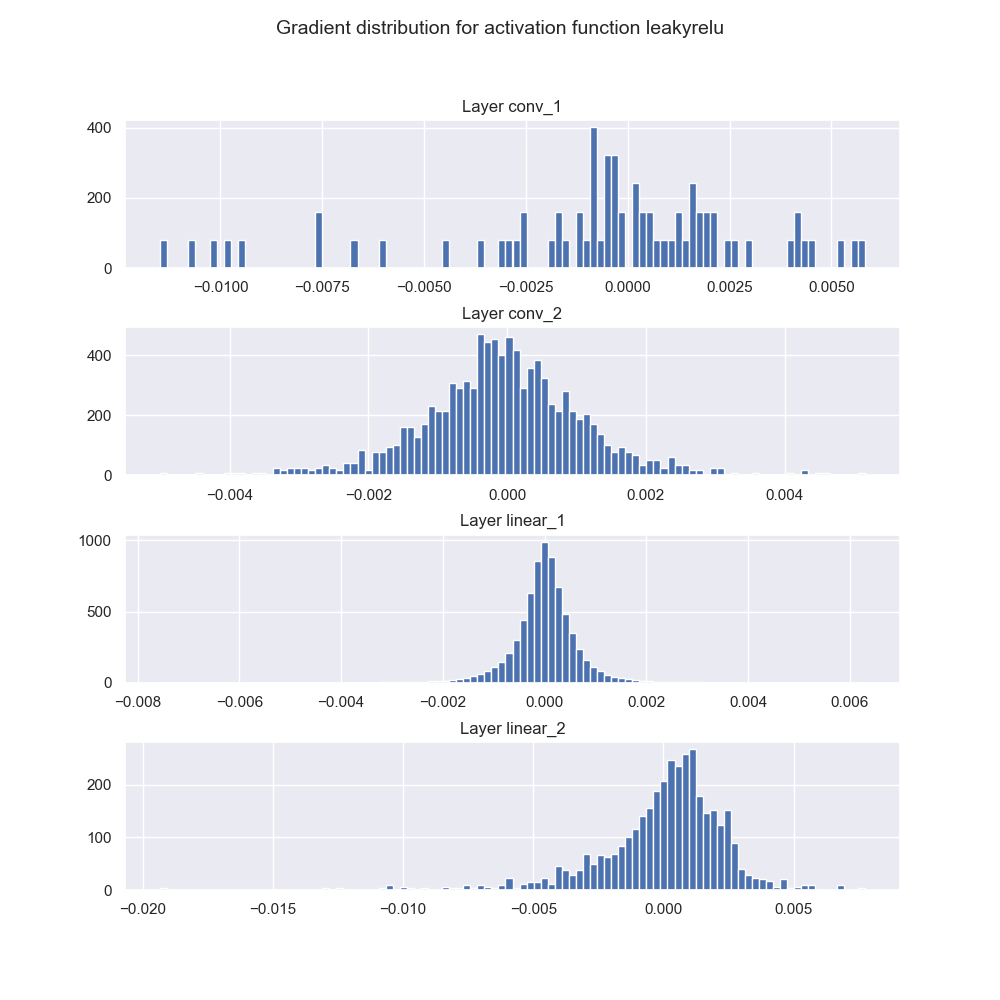 Gradient distribution for activation function leakyrelu
Layer conv_1
400
200
0
−0.0100 −0.0075 −0.0050 −0.0025 0.0000 0.0025 0.0050
Layer conv_2
400
200
0
−0.004 −0.002 0.000 0.002 0.004
Layer linear_1
1000
500
0
−0.008 −0.006 −0.004 −0.002 0.000 0.002 0.004 0.006
Layer linear_2
200
100
0
−0.020 −0.015 −0.010 −0.005 0.000 0.005